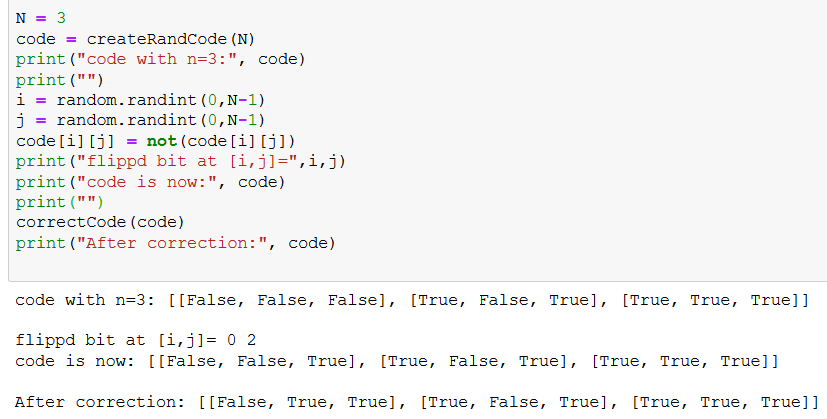 N = 3
code = createRandCode(N)
print("code with n=3:", code)
print("")
i = random.randint(0,N-1)
j = random.randint(0,N-1)
code[i][j] = not(code[i][j])
print("flippd bit at [i,j]=",i,j)
print("code is now:", code)
print("")
correctCode(code)
print("After correction:", code)
code with n=3: [[False, False, False], [True, False, True], [True, True, True]]
flippd bit at [i,j]= 0 2
code is now: [[False, False, True], [True, False, True], [True, True, True]]
After correction: [[False, True, True], [True, False, True], [True, True, True]]